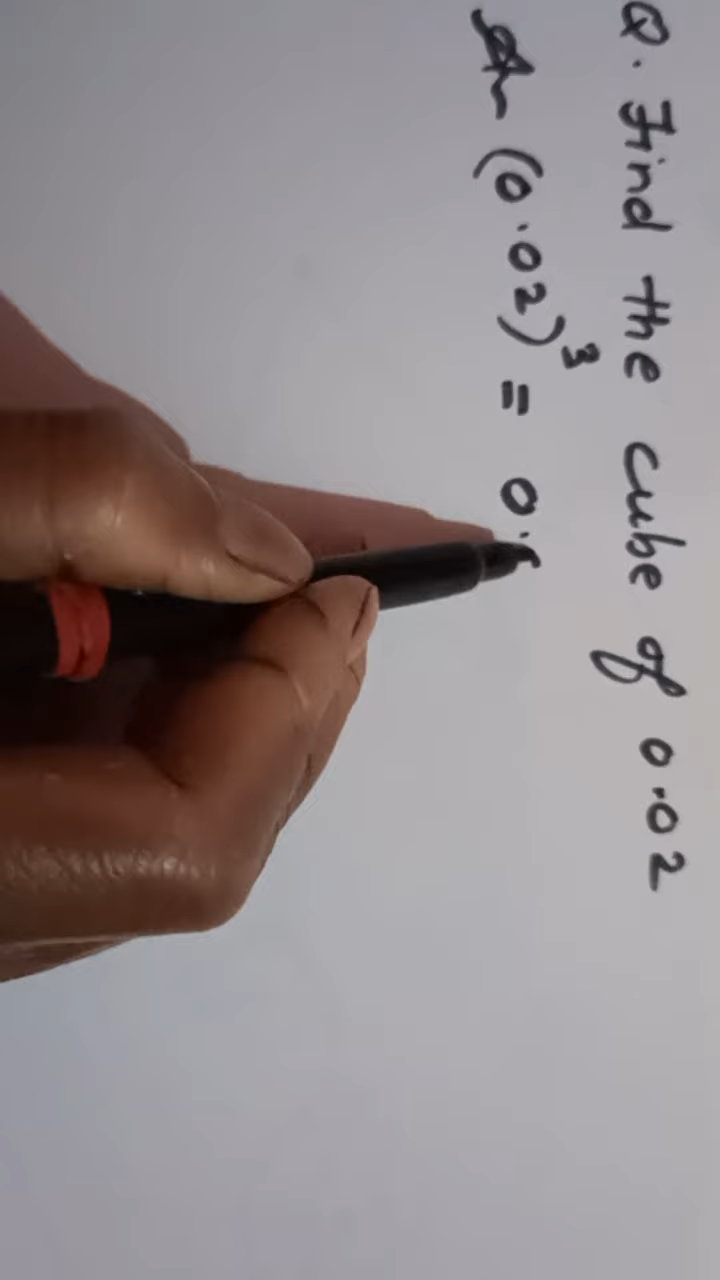 Q. Find the cube of 0.02
(0.02)³ = 0.